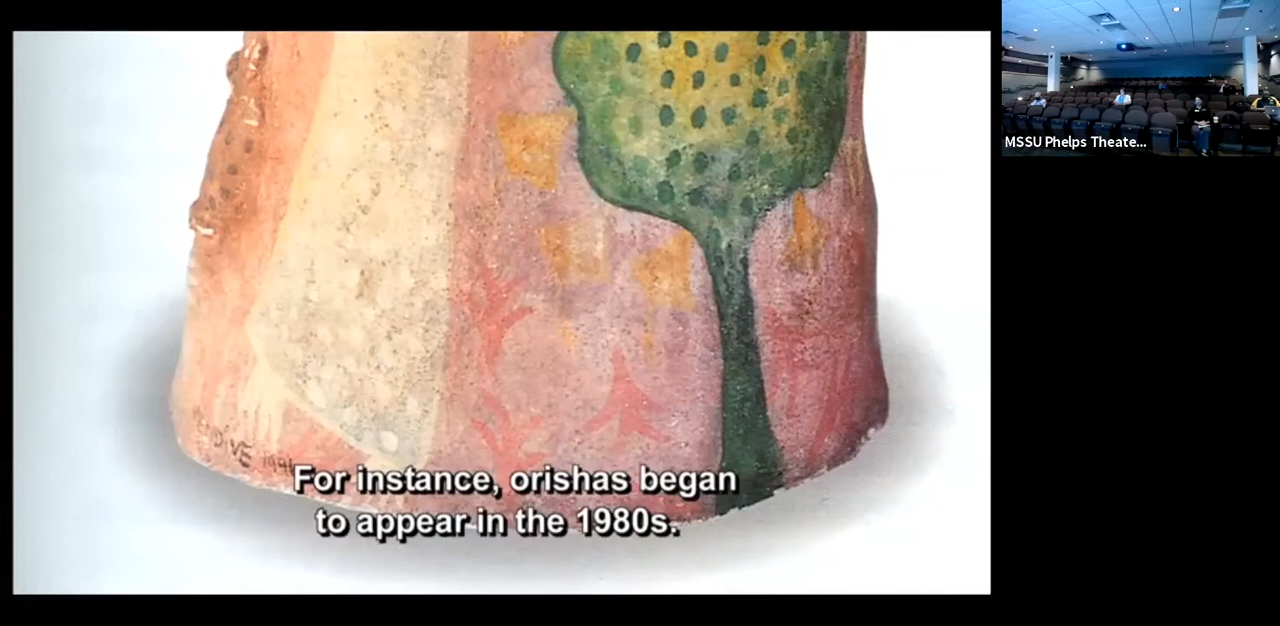 For instance, orishas began
to appear in the 1980s.
MSSU Phelps Theate...